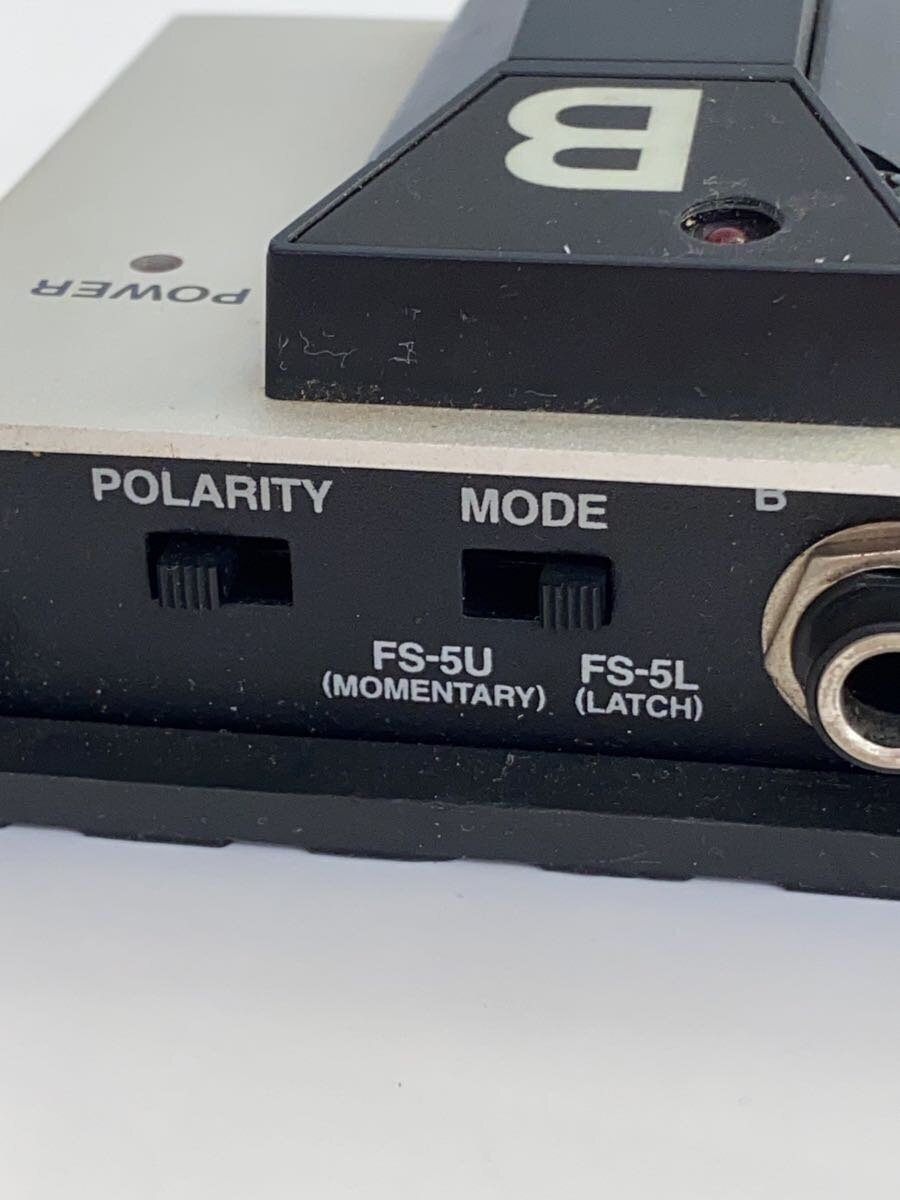 B
POWER
POLARITY
MODE
B
FS-5U
(MOMENTARY)
FS-5L
(LATCH)